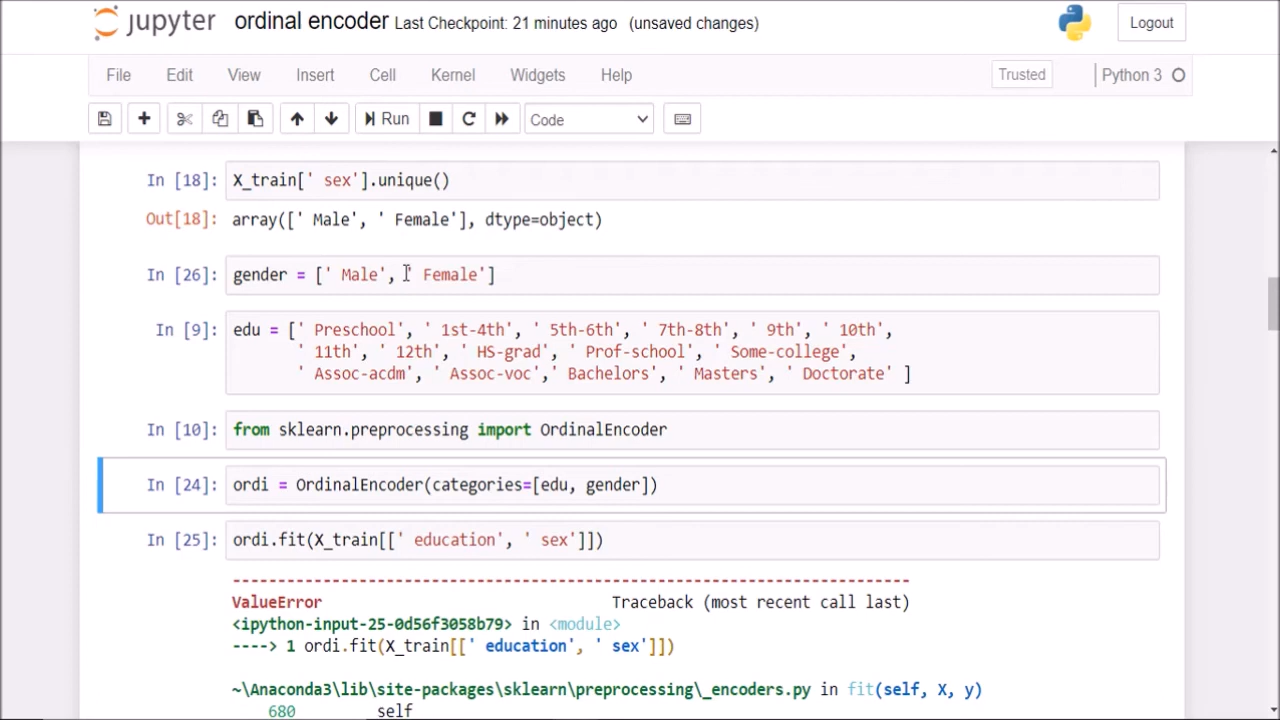 jupyter ordinal encoder Last Checkpoint: 21 minutes ago (unsaved changes) Logout
File Edit View Insert Cell Kernel Widgets Help Trusted Python 3
Run Code
In [18]: X_train[' sex'].unique()
Out[18]: array([' Male', ' Female'], dtype=object)
In [26]: gender = [' Male', ' Female']
In [9]: edu = [' Preschool', ' 1st-4th', ' 5th-6th', ' 7th-8th', ' 9th', ' 10th',
' 11th', ' 12th', ' HS-grad', ' Prof-school', ' Some-college',
' Assoc-acdm', ' Assoc-voc',' Bachelors', ' Masters', ' Doctorate' ]
In [10]: from sklearn.preprocessing import OrdinalEncoder
In [24]: ordi = OrdinalEncoder(categories=[edu, gender])
In [25]: ordi.fit(X_train[[' education', ' sex']])
---------------------------------------------------------------------------
ValueError Traceback (most recent call last)
<ipython-input-25-0d56f3058b79> in <module>
----> 1 ordi.fit(X_train[[' education', ' sex']])
~\Anaconda3\lib\site-packages\sklearn\preprocessing\_encoders.py in fit(self, X, y)
680 self